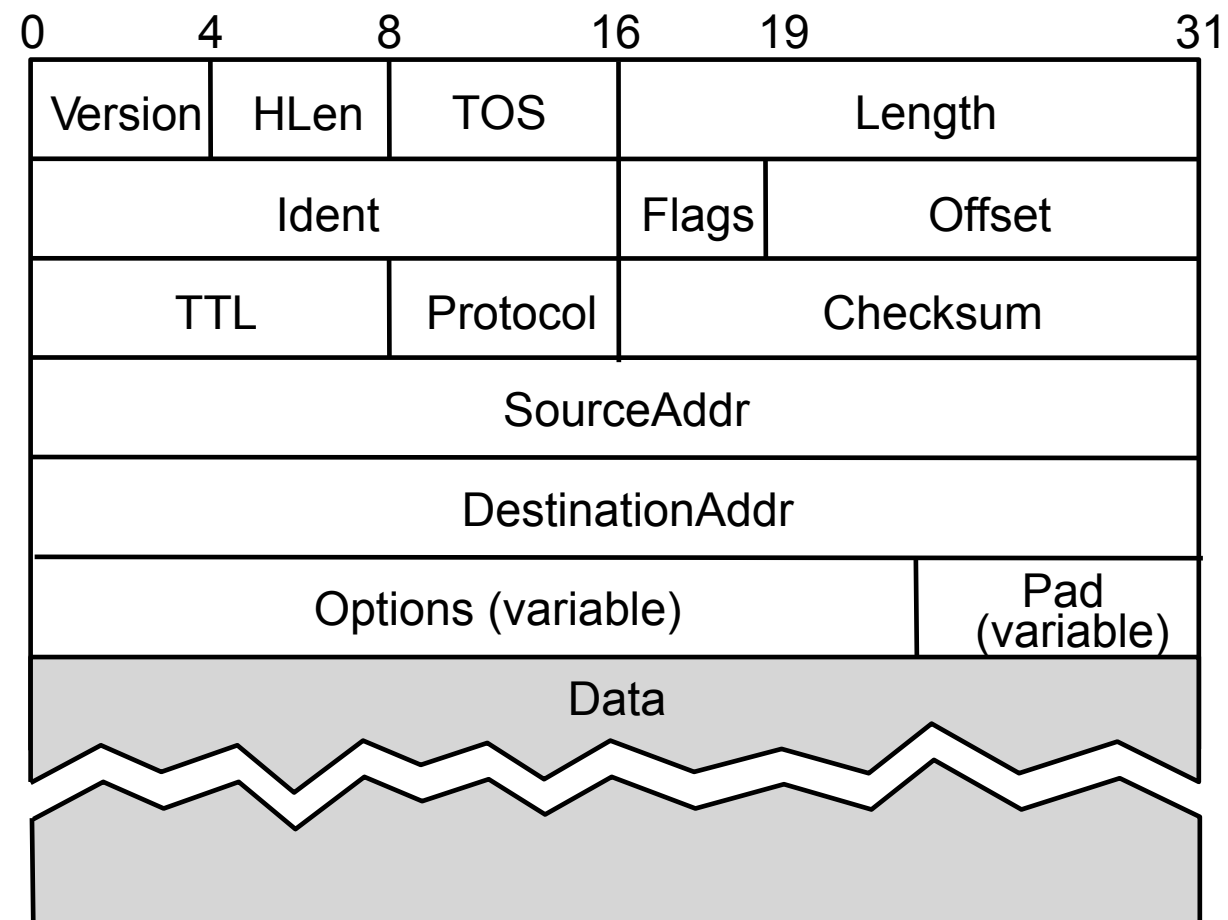 0 4 8 16 19 31
Version HLen TOS Length
Ident Flags Offset
TTL Protocol Checksum
SourceAddr
DestinationAddr
Options (variable) Pad
(variable)
Data